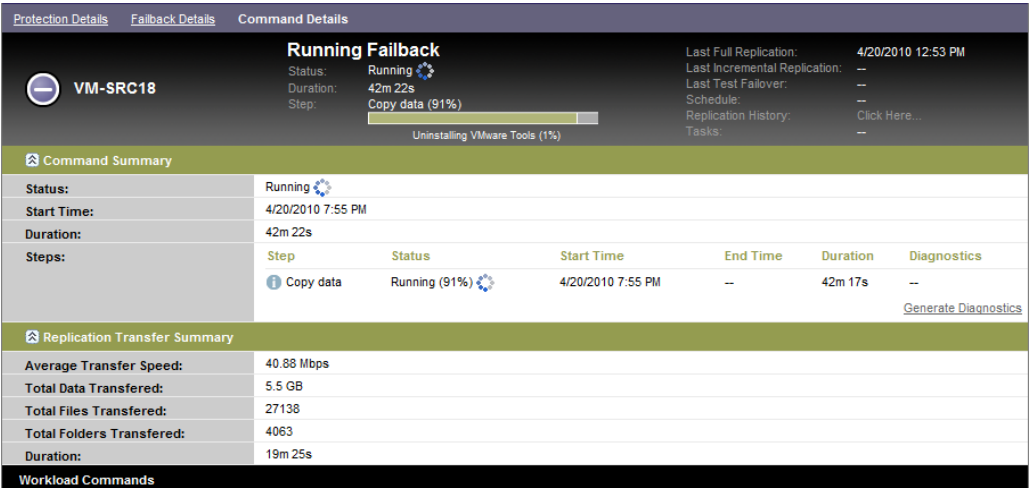 Protection Details Failback Details Command Details
Running Failback
VM-SRC18
Status: Running
Duration: 42m 22s
Step: Copy data (91%)
Uninstalling VMware Tools (1%)
Last Full Replication: 4/20/2010 12:53 PM
Last Incremental Replication: --
Last Test Failover: --
Schedule: --
Replication History: Click Here...
Tasks: --
Command Summary
Status: Running
Start Time: 4/20/2010 7:55 PM
Duration: 42m 22s
Steps: Step Status Start Time End Time Duration Diagnostics
Copy data Running (91%) 4/20/2010 7:55 PM -- 42m 17s --
Generate Diagnostics
Replication Transfer Summary
Average Transfer Speed: 40.88 Mbps
Total Data Transfered: 5.5 GB
Total Files Transfered: 27138
Total Folders Transfered: 4063
Duration: 19m 25s
Workload Commands